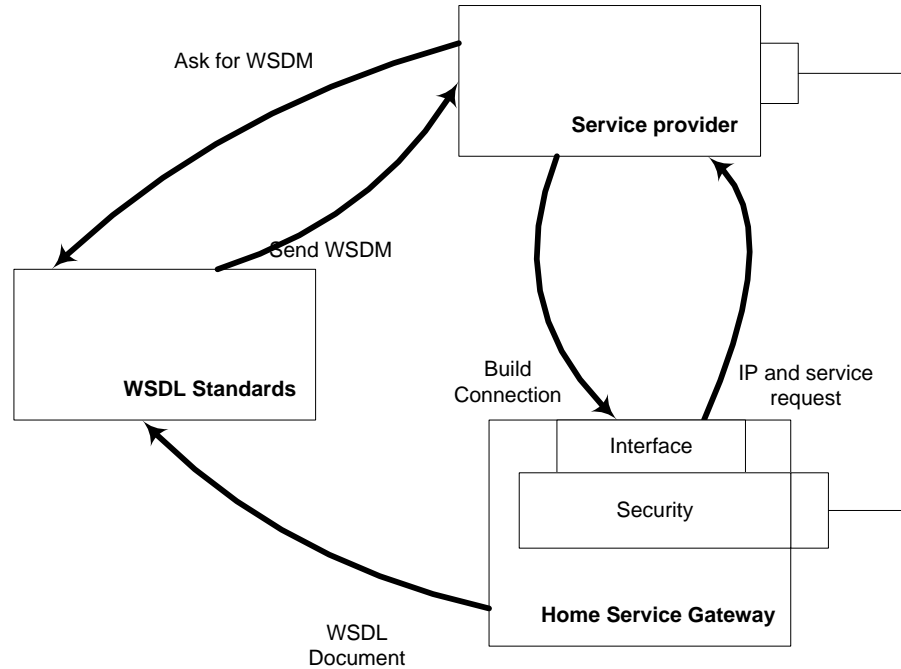 Ask for WSDM
Service provider
Send WSDM
WSDL Standards
Build
Connection
IP and service
request
Interface
Security
Home Service Gateway
WSDL
Document